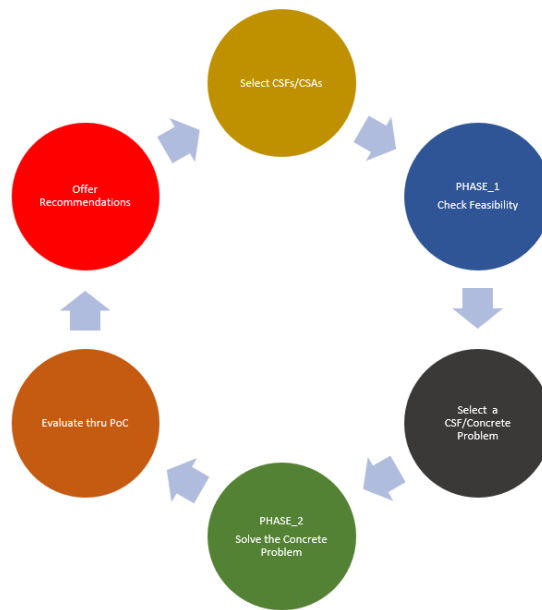 Select CSFs/CSAs
PHASE_1
Check Feasibility
Select a
CSF/Concrete
Problem
PHASE_2
Solve the Concrete
Problem
Evaluate thru PoC
Offer
Recommendations